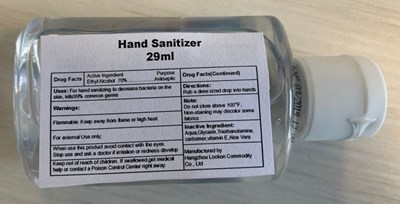 Hand Sanitizer
29ml
Drug Facts
Active Ingredient Purpose
Ethyl Alcohol 70% Antiseptic
Uses: For hand sanitizing to decrease bacteria on the
skin, kills99% common germs
Warnings:
Flammable: Keep away from flame or high heat
For external Use Only:
When use this product avoid contact with the eyes.
Stop use and ask a doctor if irritation or redness develop
Keep out of reach of children. If swallowed,get medical
help or contact a Poison Control Center right away.
Drug Facts(Continued)
Directions:
Rub a dime sized drop into hands
Note:
Do not store above 100°F.
Non-staining may discolor some
fabrics
Inactive Ingredient:
Aqua,Glycerin,Triethanolamine,
carbomer,vitamin E,Aloe Vera
Manufactured by
Hangzhou Lookon Commodity
Co., Ltd